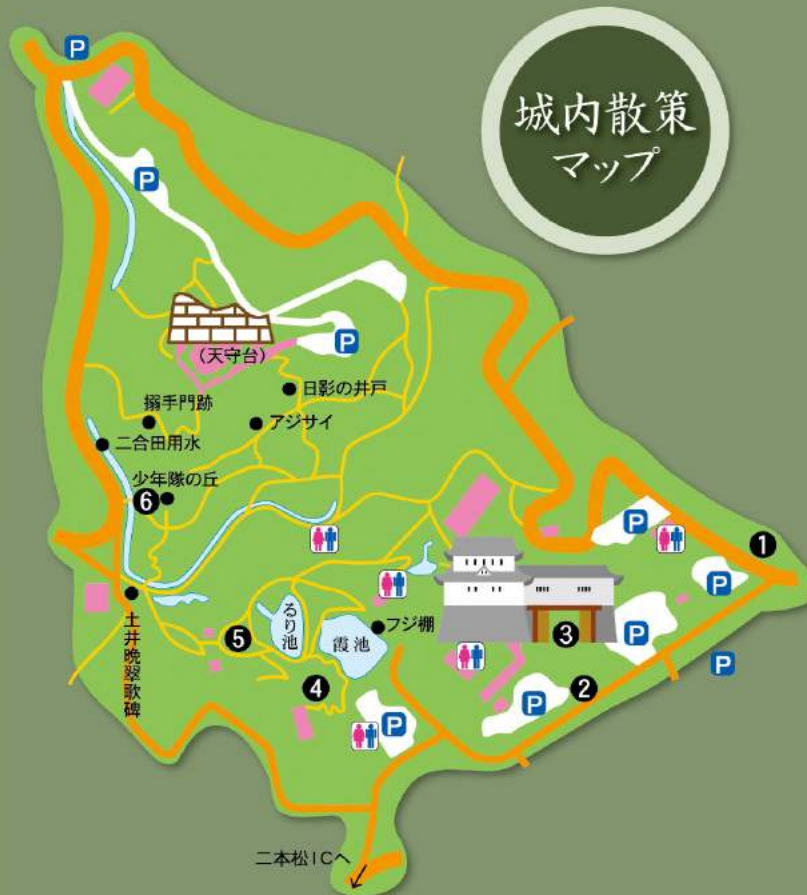 城内散策
マップ
P
P
(天守台)
P
日影の井戸
搦手門跡
アジサイ
二合田用水
少年隊の丘
6
P
1
P
土井晩翠歌碑
るり池
フジ棚
霞池
3
P
5
P
4
2
P
P
二本松ICへ